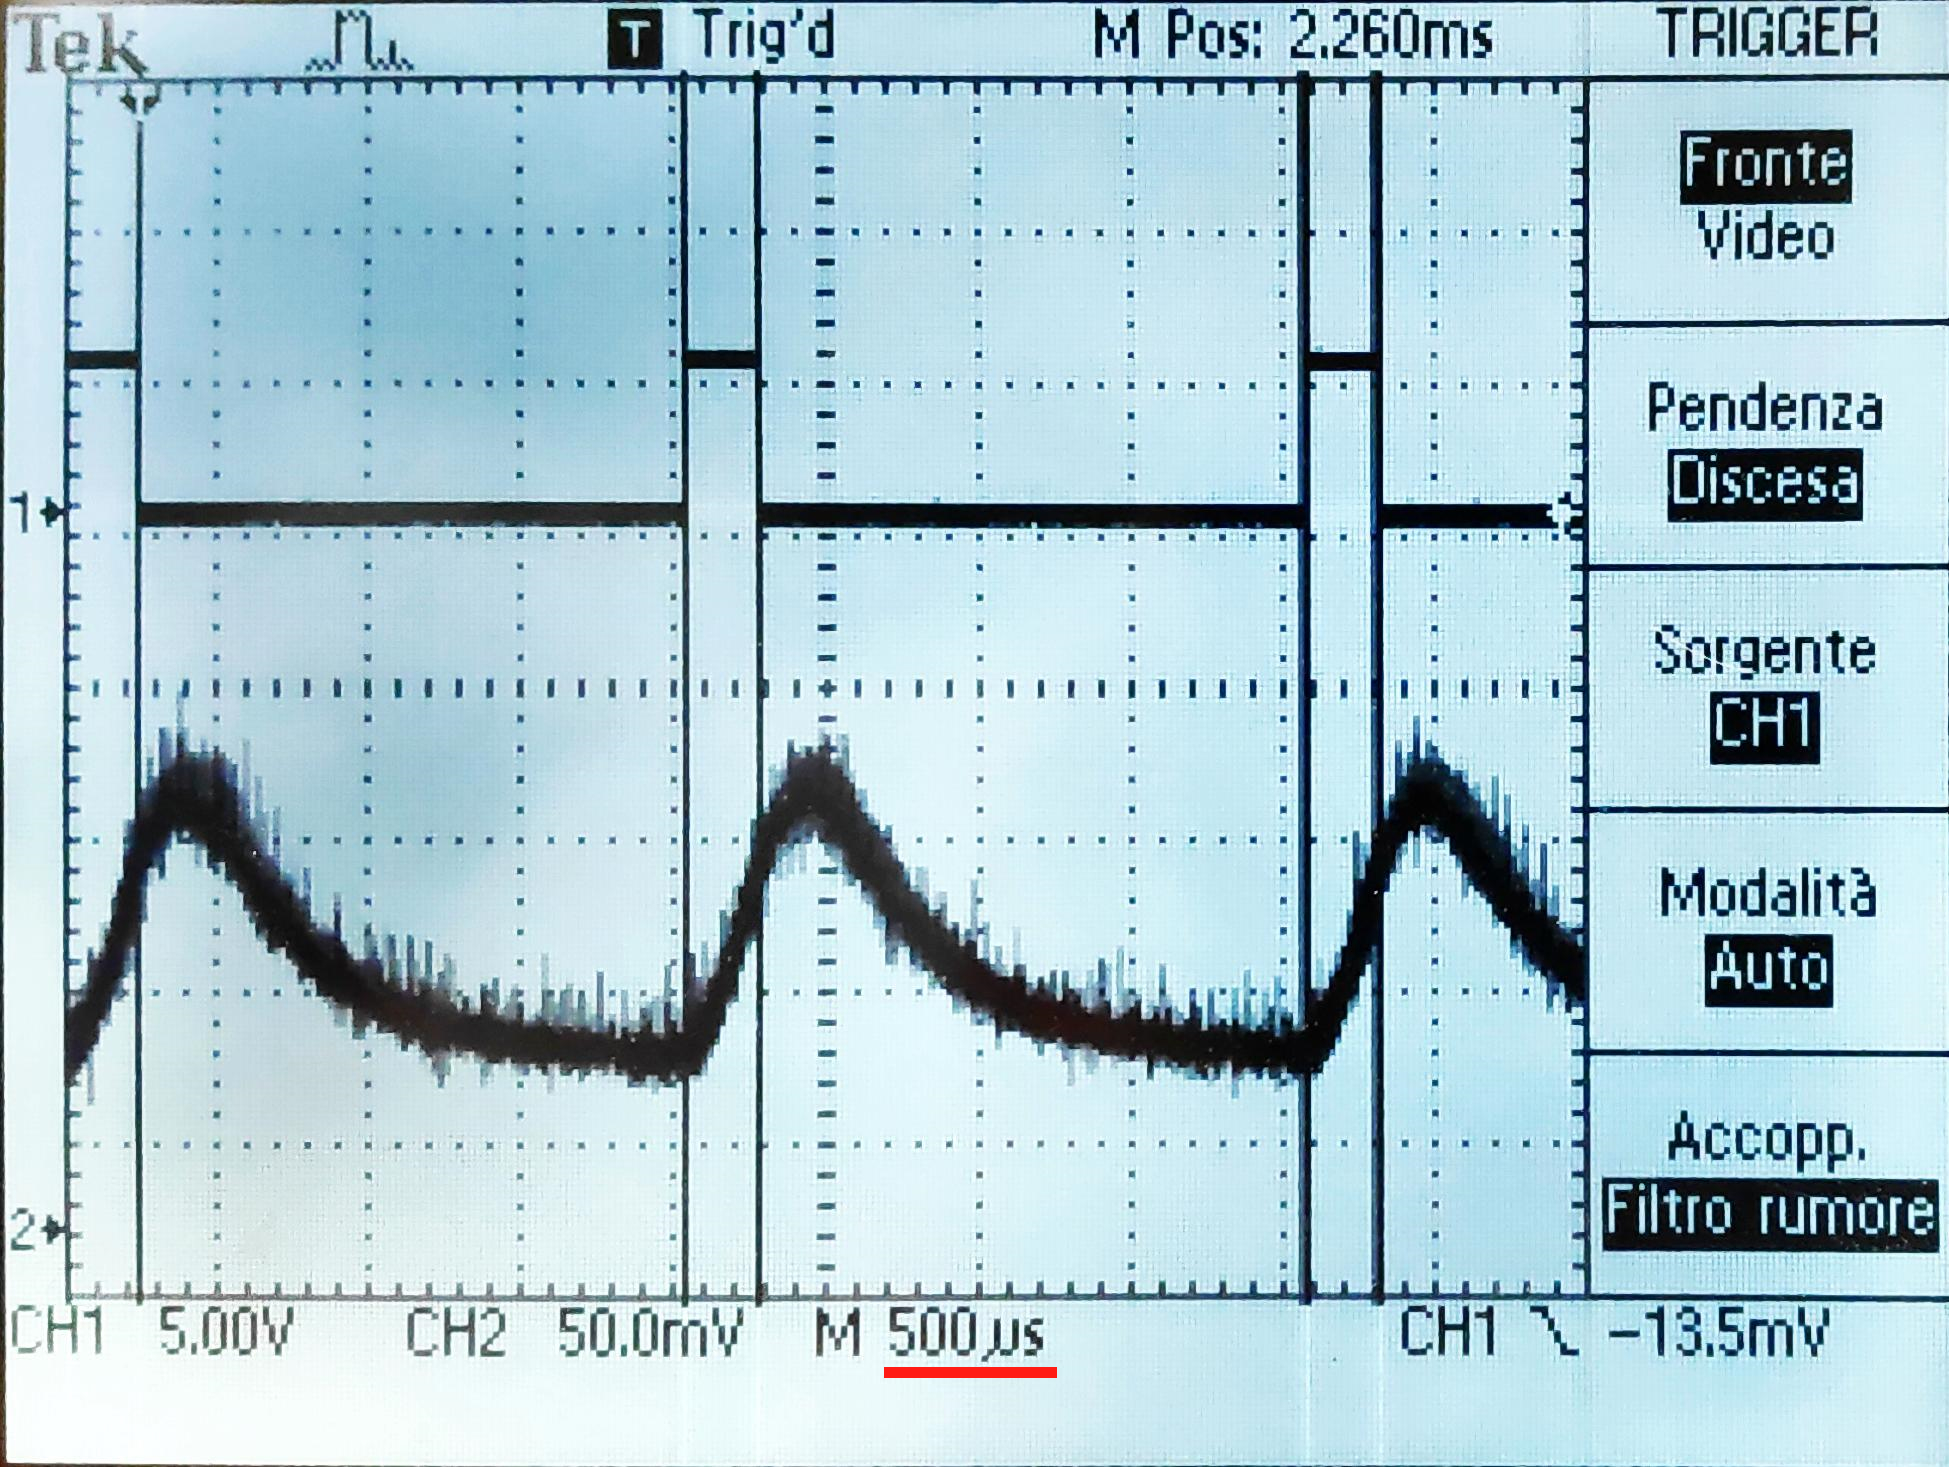 Tek T Trig'd M Pos: 2.260ms TRIGGER
Fronte
Video
Pendenza
Discesa
Sorgente
CH1
Modalità
Auto
Accopp.
Filtro rumore
1
2
CH1 5.00V CH2 50.0mV M 500µs CH1 -13.5mV